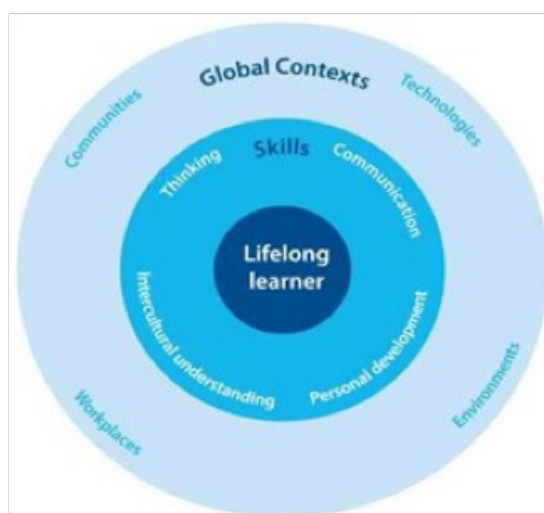 Global Contexts
Communities
Technologies
Skills
Thinking
Communication
Lifelong
learner
Intercultural understanding
Personal development
Workplaces
Environments